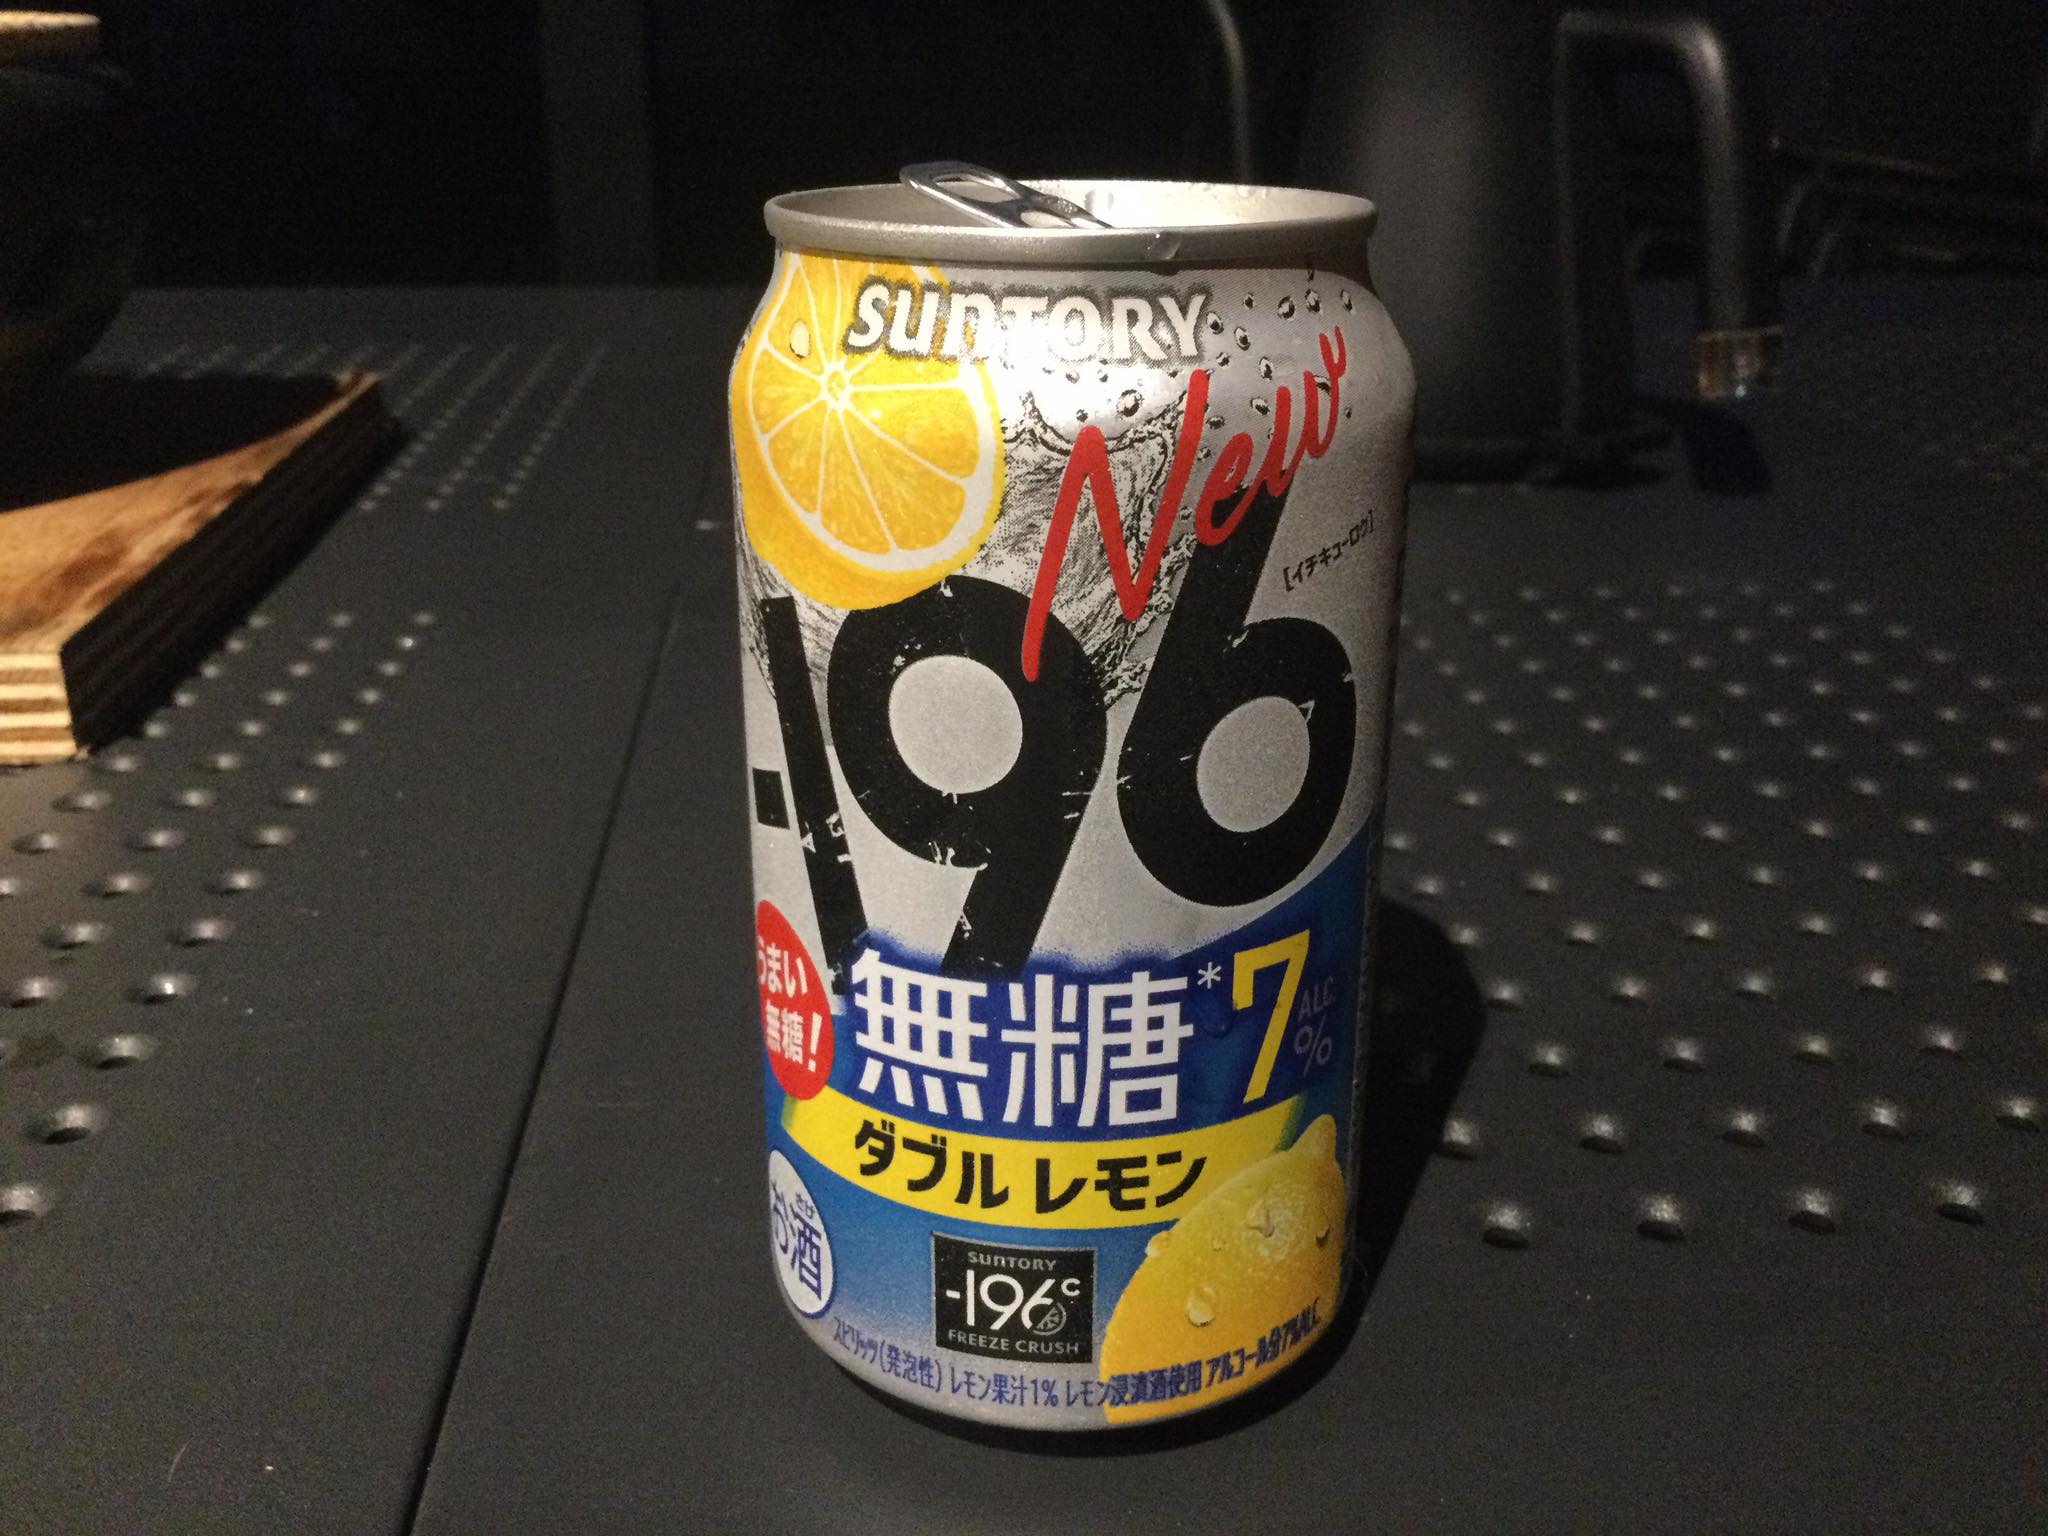 SUNTORY
New
[イチキューロク]
-196
うまい
無糖!
無糖*7
ALC.
%
ダブルレモン
さけ
お酒
SUNTORY
-196℃
FREEZE CRUSH
スピリッツ(発泡性) レモン果汁1% レモン浸漬酒使用 アルコール分7%ALC.